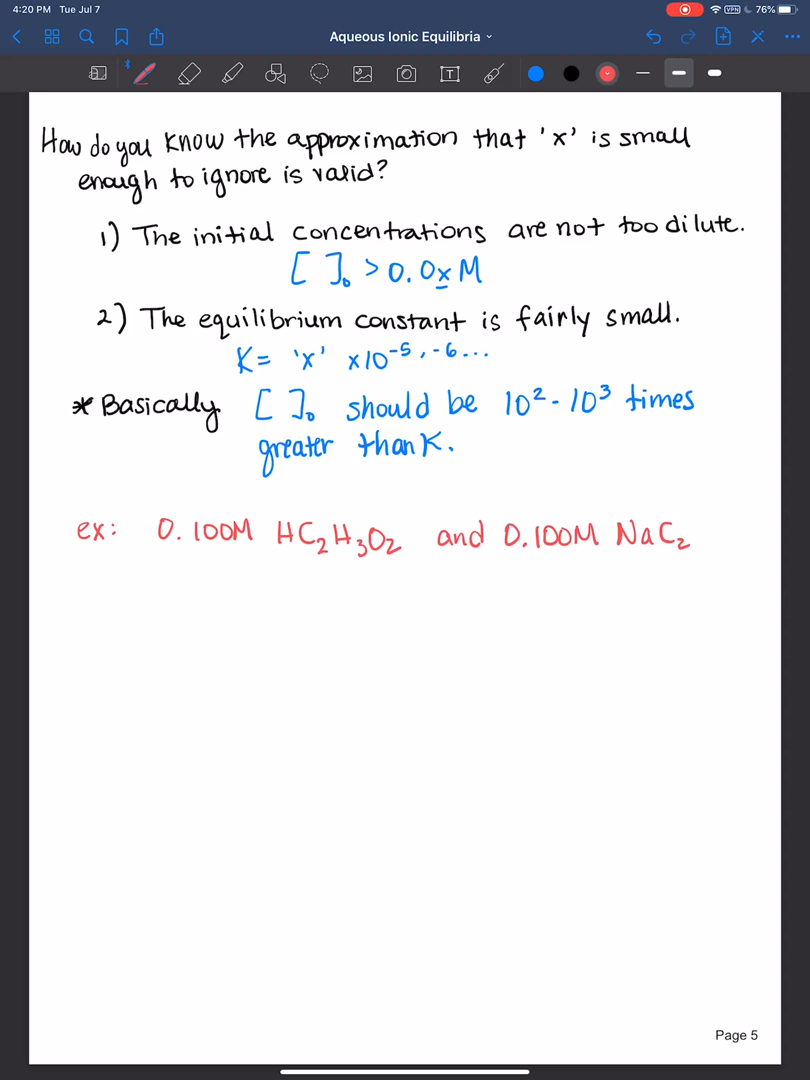 4:20 PM Tue Jul 7
VPN 76%
Aqueous Ionic Equilibria
T
How do you know the approximation that 'x' is small
enough to ignore is valid?
1) The initial concentrations are not too dilute.
[ ]₀ > 0.0x M
2) The equilibrium constant is fairly small.
K = 'x' x10⁻⁵, ⁻⁶...
* Basically [ ]₀ should be 10² - 10³ times
greater than K.
ex: 0.100M HC₂H₃O₂ and 0.100M NaC₂
Page 5